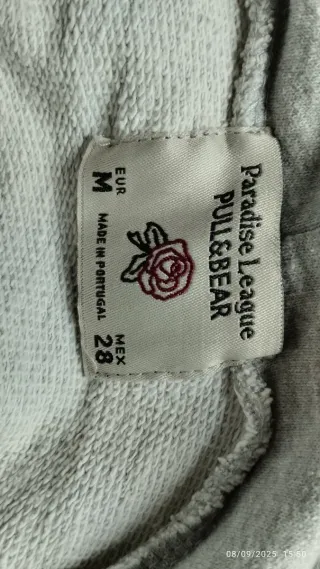 Paradise League
PULL&BEAR
EUR
M
MADE IN PORTUGAL
MEX
28
08/09/2025